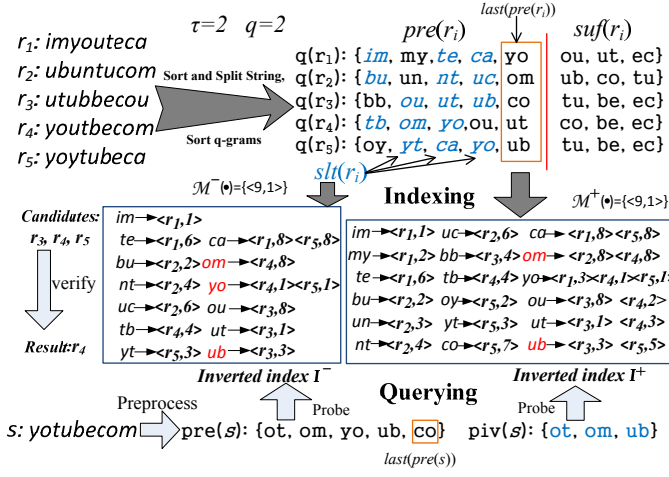 τ=2 q=2 pre(ri) last(pre(ri)) suf(ri)
r1: imyouteca
r2: ubuntucom
r3: utubbecou
r4: youtbecom
r5: yoytubeca
Sort and Split String,
Sort q-grams
q(r1): {im, my,te, ca, yo ou, ut, ec}
q(r2): {bu, un, nt, uc, om ub, co, tu}
q(r3): {bb, ou, ut, ub, co tu, be, ec}
q(r4): {tb, om, yo,ou, ut co, be, ec}
q(r5): {oy, yt, ca, yo, ub tu, be, ec}
slt(ri)
M⁻(•)={<9,1>} Indexing M⁺(•)={<9,1>}
Candidates:
r3, r4, r5
verify
Result:r4
im <r1,1>
te <r1,6> ca <r1,8><r5,8>
bu <r2,2> om <r4,8>
nt <r2,4> yo <r4,1><r5,1>
uc <r2,6> ou <r3,8>
tb <r4,4> ut <r3,1>
yt <r5,3> ub <r3,3>
Inverted index I⁻
im <r1,1> uc <r2,6> ca <r1,8><r5,8>
my <r1,2> bb <r3,4> om <r2,8><r4,8>
te <r1,6> tb <r4,4> yo <r1,3><r4,1><r5,1>
bu <r2,2> oy <r5,2> ou <r3,8> <r4,2>
un <r2,3> yt <r5,3> ut <r3,1><r4,3>
nt <r2,4> co <r5,7> ub <r3,3> <r5,5>
Inverted index I⁺
Querying
Preprocess Probe Probe
s: yotubecom pre(s): {ot, om, yo, ub, co} piv(s): {ot, om, ub}
last(pre(s))